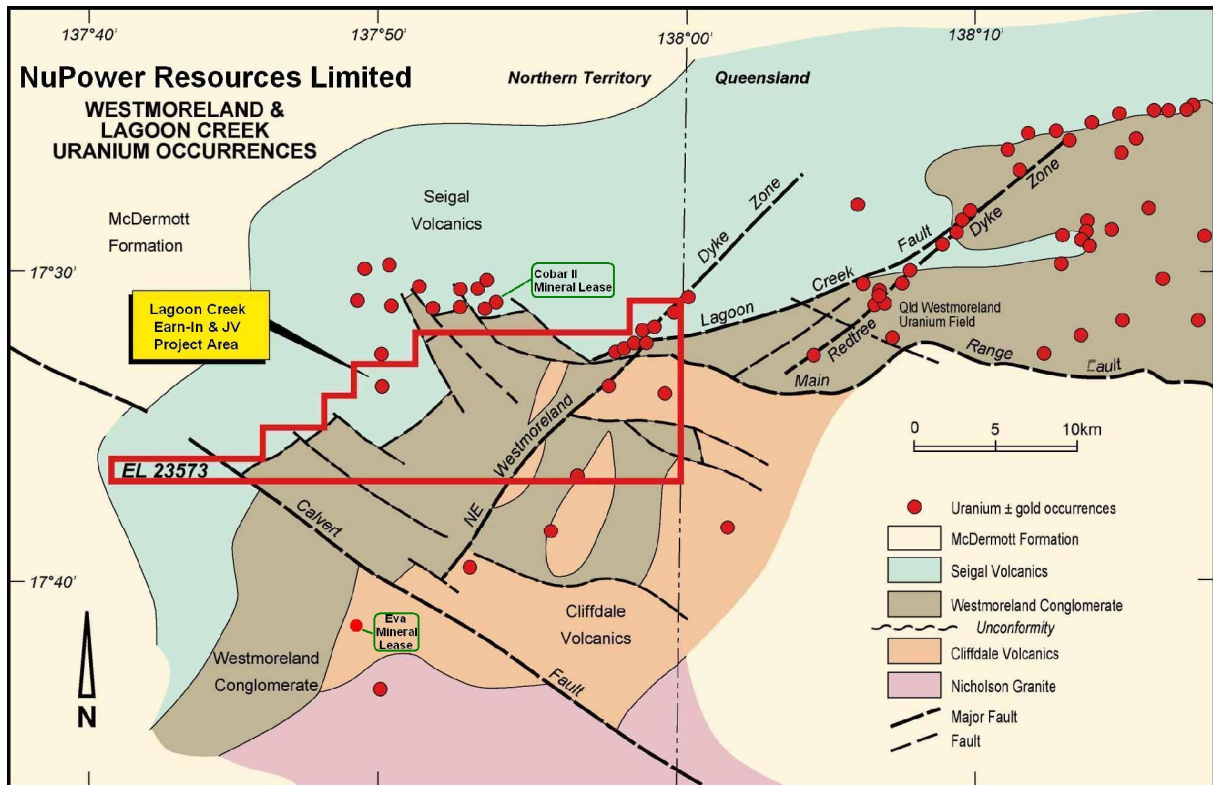 137°40'
137°50'
138°00'
138°10'
NuPower Resources Limited
WESTMORELAND &
LAGOON CREEK
URANIUM OCCURRENCES
Northern Territory
Queensland
McDermott
Formation
Seigal
Volcanics
Zone
Dyke
Zone
Dyke
Fault
Creek
Lagoon
17°30'
17°30'
Cobar II
Mineral Lease
Lagoon Creek
Earn-In & JV
Project Area
Qld Westmoreland
Uranium Field
Redtree
Main
Range
Fault
Westmoreland
NE
EL 23573
Calvert
Fault
0 5 10km
17°40'
17°40'
Eva
Mineral
Lease
Cliffdale
Volcanics
Westmoreland
Conglomerate
N
Uranium ± gold occurrences
McDermott Formation
Seigal Volcanics
Westmoreland Conglomerate
Unconformity
Cliffdale Volcanics
Nicholson Granite
Major Fault
Fault